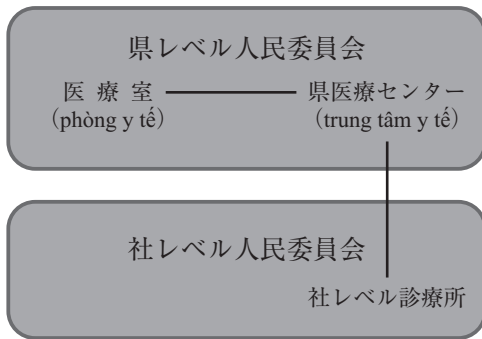 県レベル人民委員会
医療室 県医療センター
(phòng y tế) (trung tâm y tế)
社レベル人民委員会
社レベル診療所